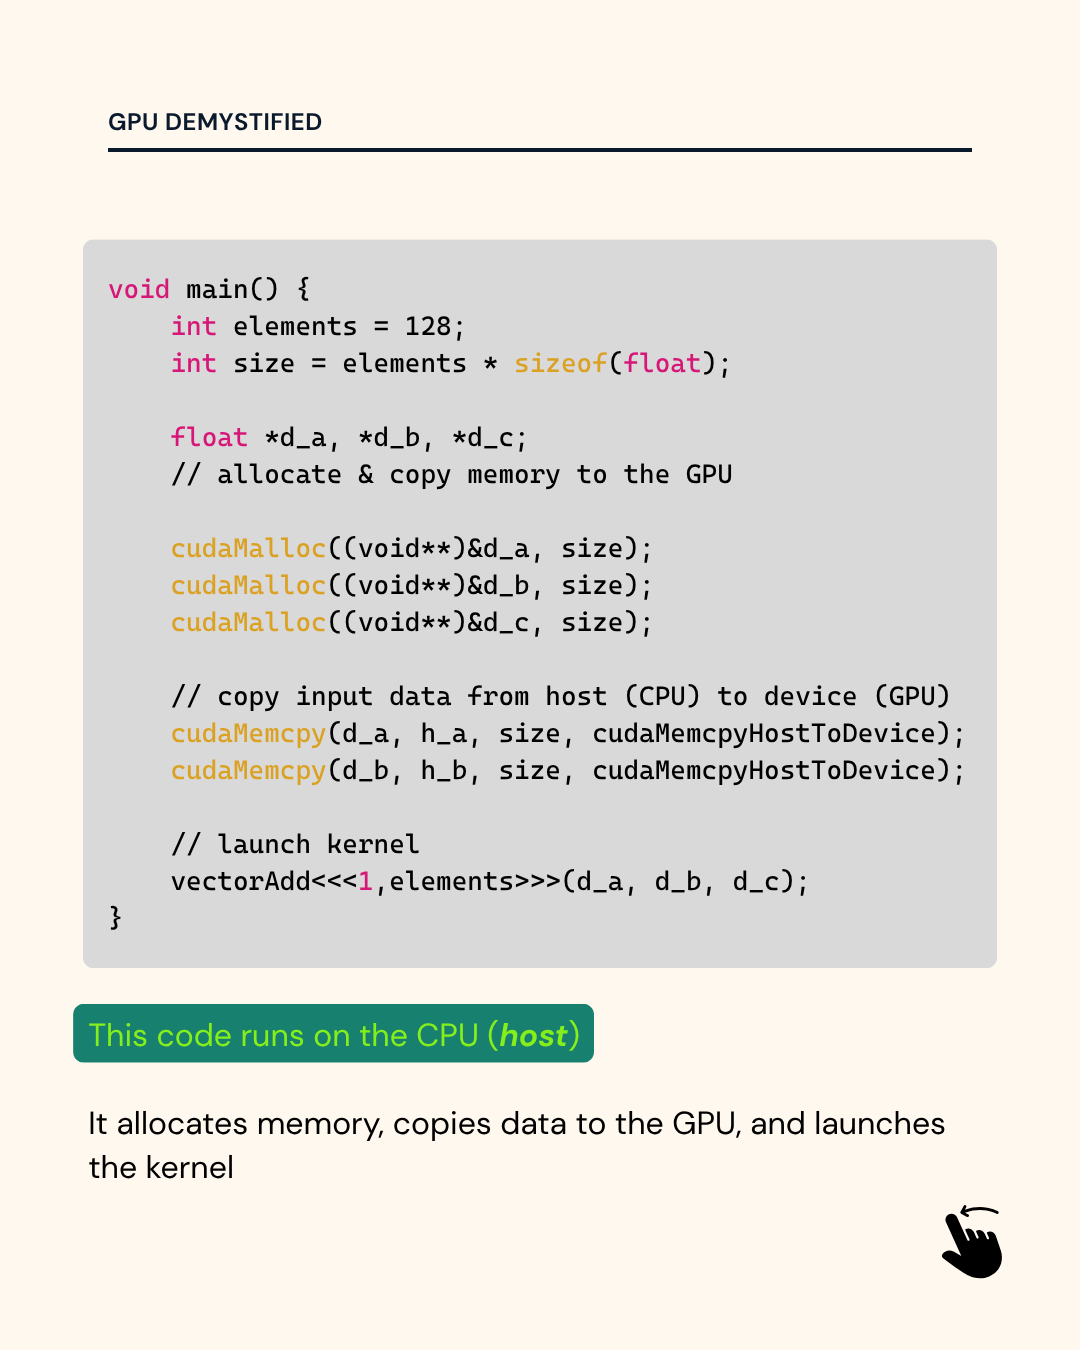 GPU DEMYSTIFIED
void main() {
    int elements = 128;
    int size = elements * sizeof(float);
    float *d_a, *d_b, *d_c;
    // allocate & copy memory to the GPU
    cudaMalloc((void**)&d_a, size);
    cudaMalloc((void**)&d_b, size);
    cudaMalloc((void**)&d_c, size);
    // copy input data from host (CPU) to device (GPU)
    cudaMemcpy(d_a, h_a, size, cudaMemcpyHostToDevice);
    cudaMemcpy(d_b, h_b, size, cudaMemcpyHostToDevice);
    // launch kernel
    vectorAdd<<<1,elements>>>(d_a, d_b, d_c);
}
This code runs on the CPU (host)
It allocates memory, copies data to the GPU, and launches
the kernel